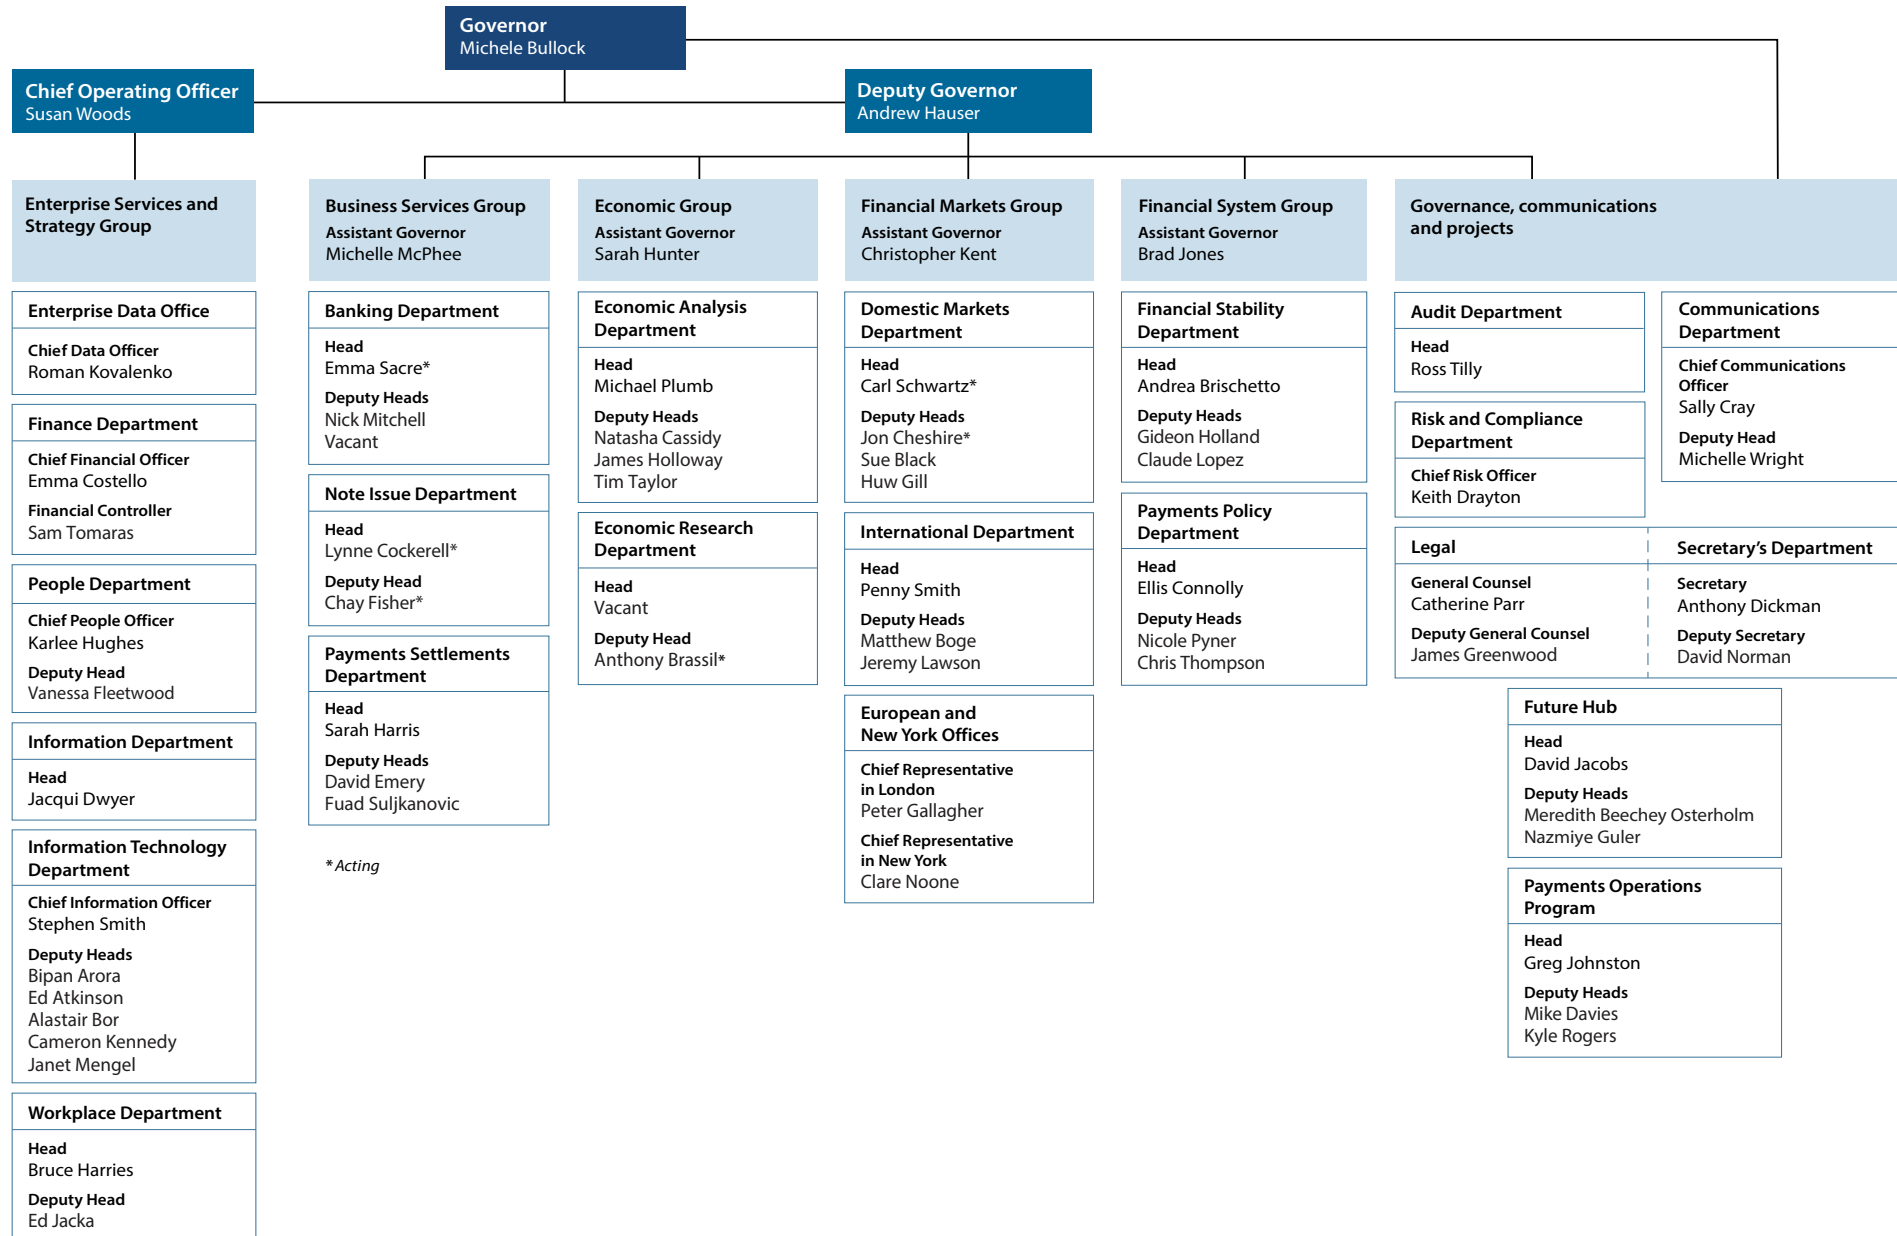 Governor
Michele Bullock
Chief Operating Officer
Susan Woods
Deputy Governor
Andrew Hauser
Enterprise Services and
Strategy Group
Enterprise Data Office
Chief Data Officer
Roman Kovalenko
Finance Department
Chief Financial Officer
Emma Costello
Financial Controller
Sam Tomaras
People Department
Chief People Officer
Karlee Hughes
Deputy Head
Vanessa Fleetwood
Information Department
Head
Jacqui Dwyer
Information Technology
Department
Chief Information Officer
Stephen Smith
Deputy Heads
Bipan Arora
Ed Atkinson
Alastair Bor
Cameron Kennedy
Janet Mengel
Workplace Department
Head
Bruce Harries
Deputy Head
Ed Jacka
Business Services Group
Assistant Governor
Michelle McPhee
Banking Department
Head
Emma Sacre*
Deputy Heads
Nick Mitchell
Vacant
Note Issue Department
Head
Lynne Cockerell*
Deputy Head
Chay Fisher*
Payments Settlements
Department
Head
Sarah Harris
Deputy Heads
David Emery
Fuad Suljkanovic
* Acting
Economic Group
Assistant Governor
Sarah Hunter
Economic Analysis
Department
Head
Michael Plumb
Deputy Heads
Natasha Cassidy
James Holloway
Tim Taylor
Economic Research
Department
Head
Vacant
Deputy Head
Anthony Brassil*
Financial Markets Group
Assistant Governor
Christopher Kent
Domestic Markets
Department
Head
Carl Schwartz*
Deputy Heads
Jon Cheshire*
Sue Black
Huw Gill
International Department
Head
Penny Smith
Deputy Heads
Matthew Boge
Jeremy Lawson
European and
New York Offices
Chief Representative
in London
Peter Gallagher
Chief Representative
in New York
Clare Noone
Financial System Group
Assistant Governor
Brad Jones
Financial Stability
Department
Head
Andrea Brischetto
Deputy Heads
Gideon Holland
Claude Lopez
Payments Policy
Department
Head
Ellis Connolly
Deputy Heads
Nicole Pyner
Chris Thompson
Governance, communications
and projects
Audit Department
Head
Ross Tilly
Risk and Compliance
Department
Chief Risk Officer
Keith Drayton
Communications
Department
Chief Communications
Officer
Sally Cray
Deputy Head
Michelle Wright
Legal
General Counsel
Catherine Parr
Deputy General Counsel
James Greenwood
Secretary's Department
Secretary
Anthony Dickman
Deputy Secretary
David Norman
Future Hub
Head
David Jacobs
Deputy Heads
Meredith Beechey Osterholm
Nazmiye Guler
Payments Operations
Program
Head
Greg Johnston
Deputy Heads
Mike Davies
Kyle Rogers